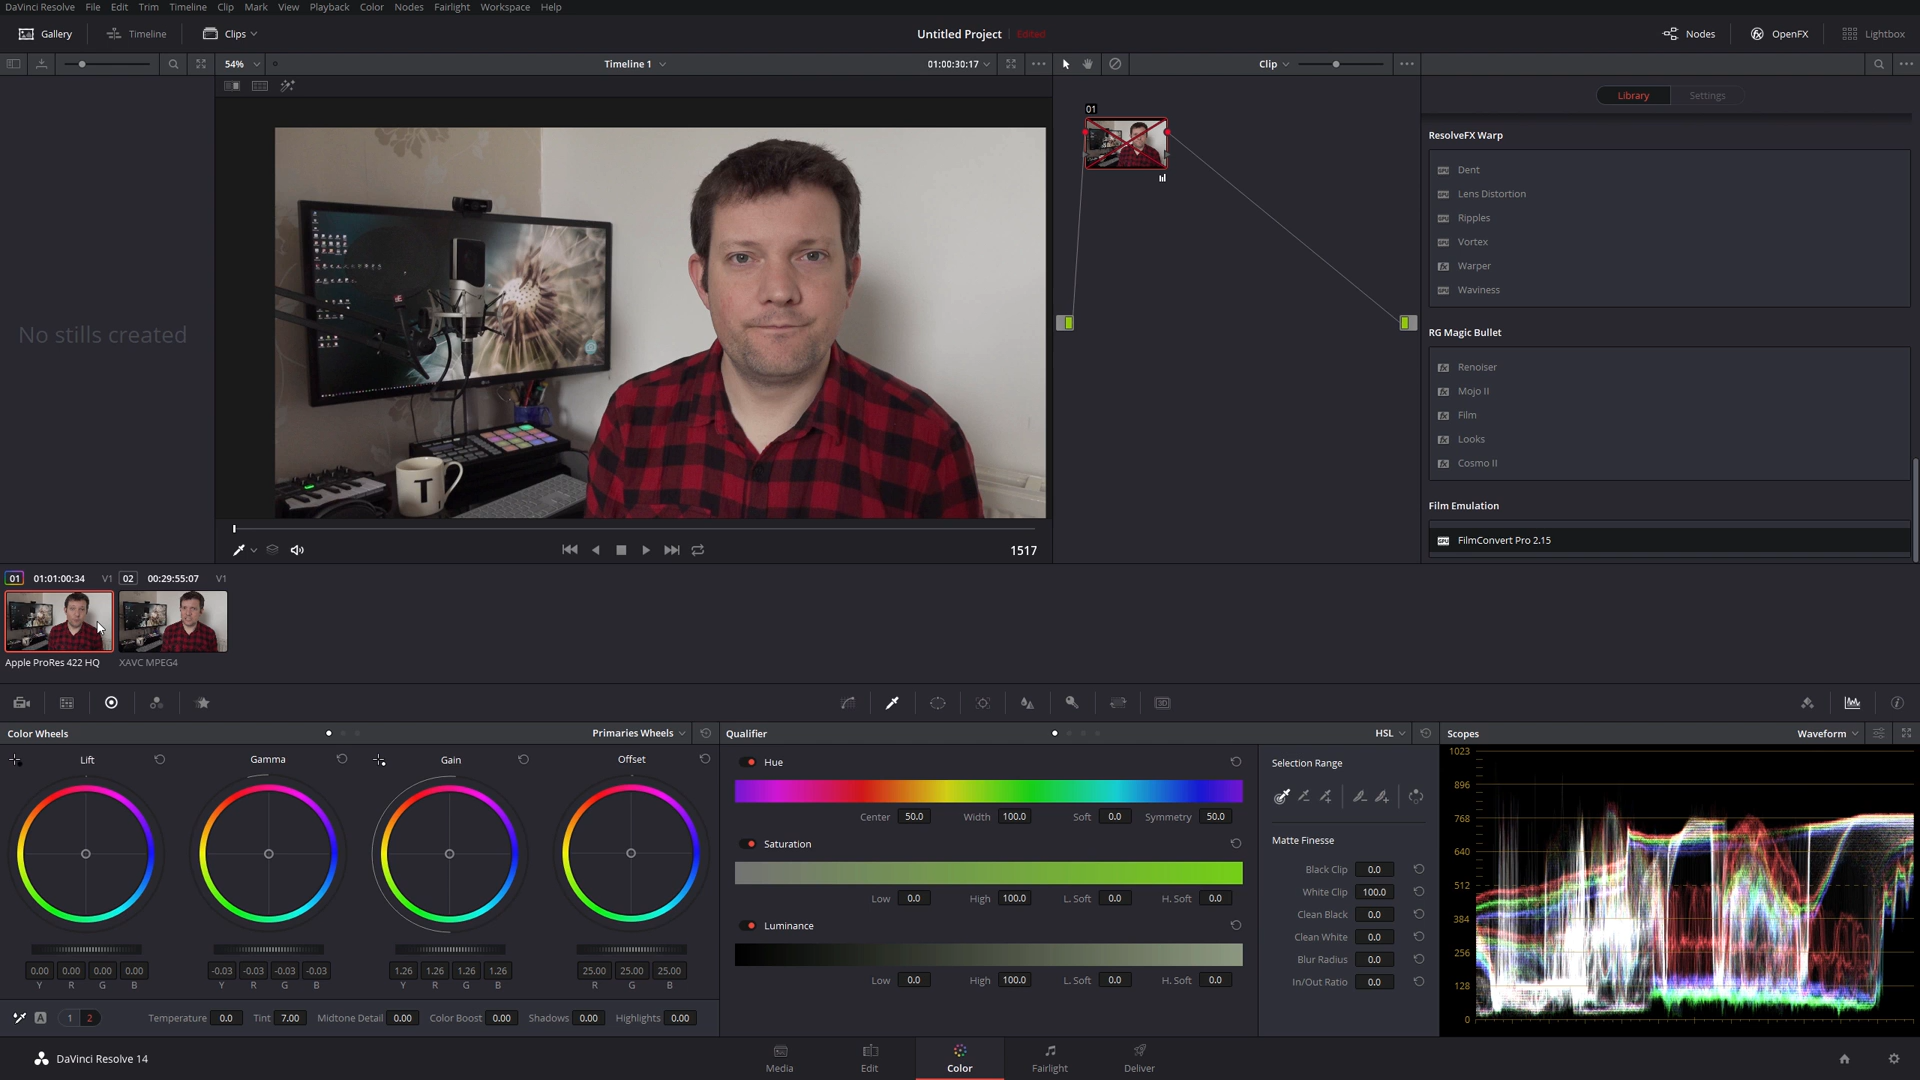 DaVinci Resolve File Edit Trim Timeline Clip Mark View Playback Color Nodes Fairlight Workspace Help
Gallery Timeline Clips Untitled Project Edited Nodes OpenFX Lightbox
54% Timeline 1 01:00:30:17 Clip
Library Settings
01
ResolveFX Warp
Dent
Lens Distortion
Ripples
Vortex
Warper
Waviness
No stills created
RG Magic Bullet
Renoiser
Mojo II
Film
Looks
Cosmo II
T
Film Emulation
FilmConvert Pro 2.15
1517
01 01:01:00:34 V1 02 00:29:55:07 V1
Apple ProRes 422 HQ XAVC MPEG4
Color Wheels Primaries Wheels
Lift Gamma Gain Offset
0.00 0.00 0.00 0.00 -0.03 -0.03 -0.03 -0.03 1.26 1.26 1.26 1.26 25.00 25.00 25.00
Y R G B Y R G B Y R G B R G B
A 1 2 Temperature 0.0 Tint 7.00 Midtone Detail 0.00 Color Boost 0.00 Shadows 0.00 Highlights 0.00
Qualifier HSL
Hue
Center 50.0 Width 100.0 Soft 0.0 Symmetry 50.0
Saturation
Low 0.0 High 100.0 L. Soft 0.0 H. Soft 0.0
Luminance
Low 0.0 High 100.0 L. Soft 0.0 H. Soft 0.0
Selection Range
Matte Finesse
Black Clip 0.0
White Clip 100.0
Clean Black 0.0
Clean White 0.0
Blur Radius 0.0
In/Out Ratio 0.0
Scopes Waveform
1023
896
768
640
512
384
256
128
0
DaVinci Resolve 14
Media Edit Color Fairlight Deliver